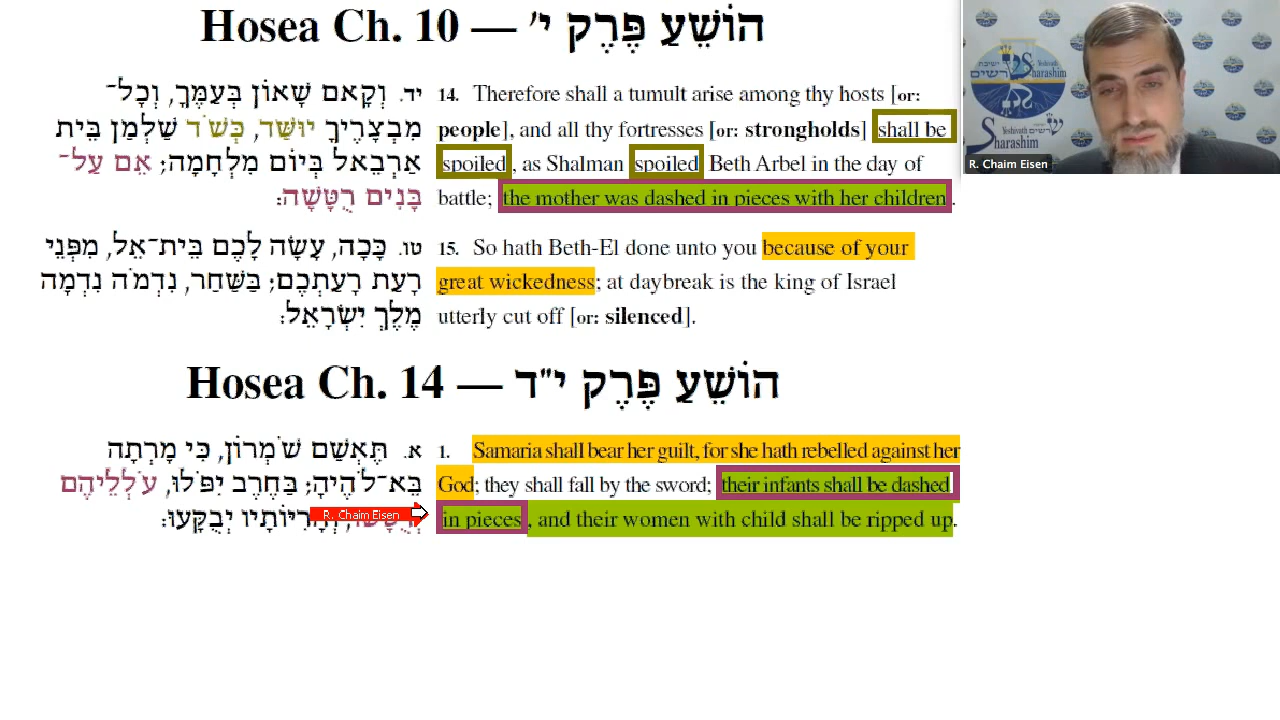 Hosea Ch. 10 — הוֹשֵׁעַ פֶּרֶק י׳
יד. וְקָאם שָׁאוֹן בְּעַמֶּךָ, וְכָל־
מִבְצָרֶיךָ יוּשַּׁד, כְּשֹׁד שַׁלְמַן בֵּית
אַרְבֵאל בְּיוֹם מִלְחָמָה; אֵם עַל־
בָּנִים רֻטָּשָׁה:
14. Therefore shall a tumult arise among thy hosts [or:
people], and all thy fortresses [or: strongholds] shall be
spoiled, as Shalman spoiled Beth Arbel in the day of
battle; the mother was dashed in pieces with her children.
טו. כָּכָה, עָשָׂה לָכֶם בֵּית־אֵל, מִפְּנֵי
רָעַת רָעַתְכֶם; בַּשַּׁחַר, נִדְמֹה נִדְמָה
מֶלֶךְ יִשְׂרָאֵל:
15. So hath Beth-El done unto you because of your
great wickedness; at daybreak is the king of Israel
utterly cut off [or: silenced].
Hosea Ch. 14 — הוֹשֵׁעַ פֶּרֶק י״ד
א. תֶּאְשַׁם שֹׁמְרוֹן, כִּי מָרְתָה
בֵּא־לֹהֶיהָ; בַּחֶרֶב יִפֹּלוּ, עֹלְלֵיהֶם
יְבֻקָּעוּ:
1. Samaria shall bear her guilt, for she hath rebelled against her
God; they shall fall by the sword; their infants shall be dashed
in pieces, and their women with child shall be ripped up.
R. Chaim Eisen
R. Chaim Eisen
Sharashim
Yeshivath
Sharashim